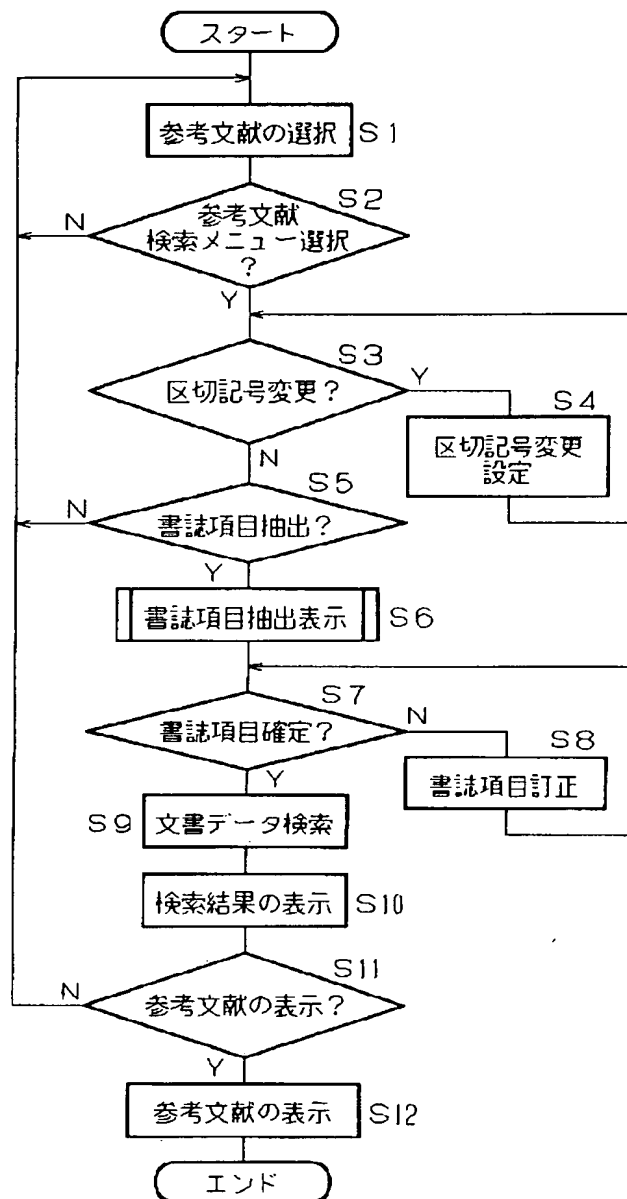 スタート
参考文献の選択 S1
S2
N
参考文献
検索メニュー選択
?
Y
S3
区切記号変更?
Y
S4
区切記号変更
設定
N
S5
N
書誌項目抽出?
Y
書誌項目抽出表示 S6
S7
書誌項目確定?
N
S8
書誌項目訂正
Y
S9 文書データ検索
検索結果の表示 S10
S11
N
参考文献の表示?
Y
参考文献の表示 S12
エンド